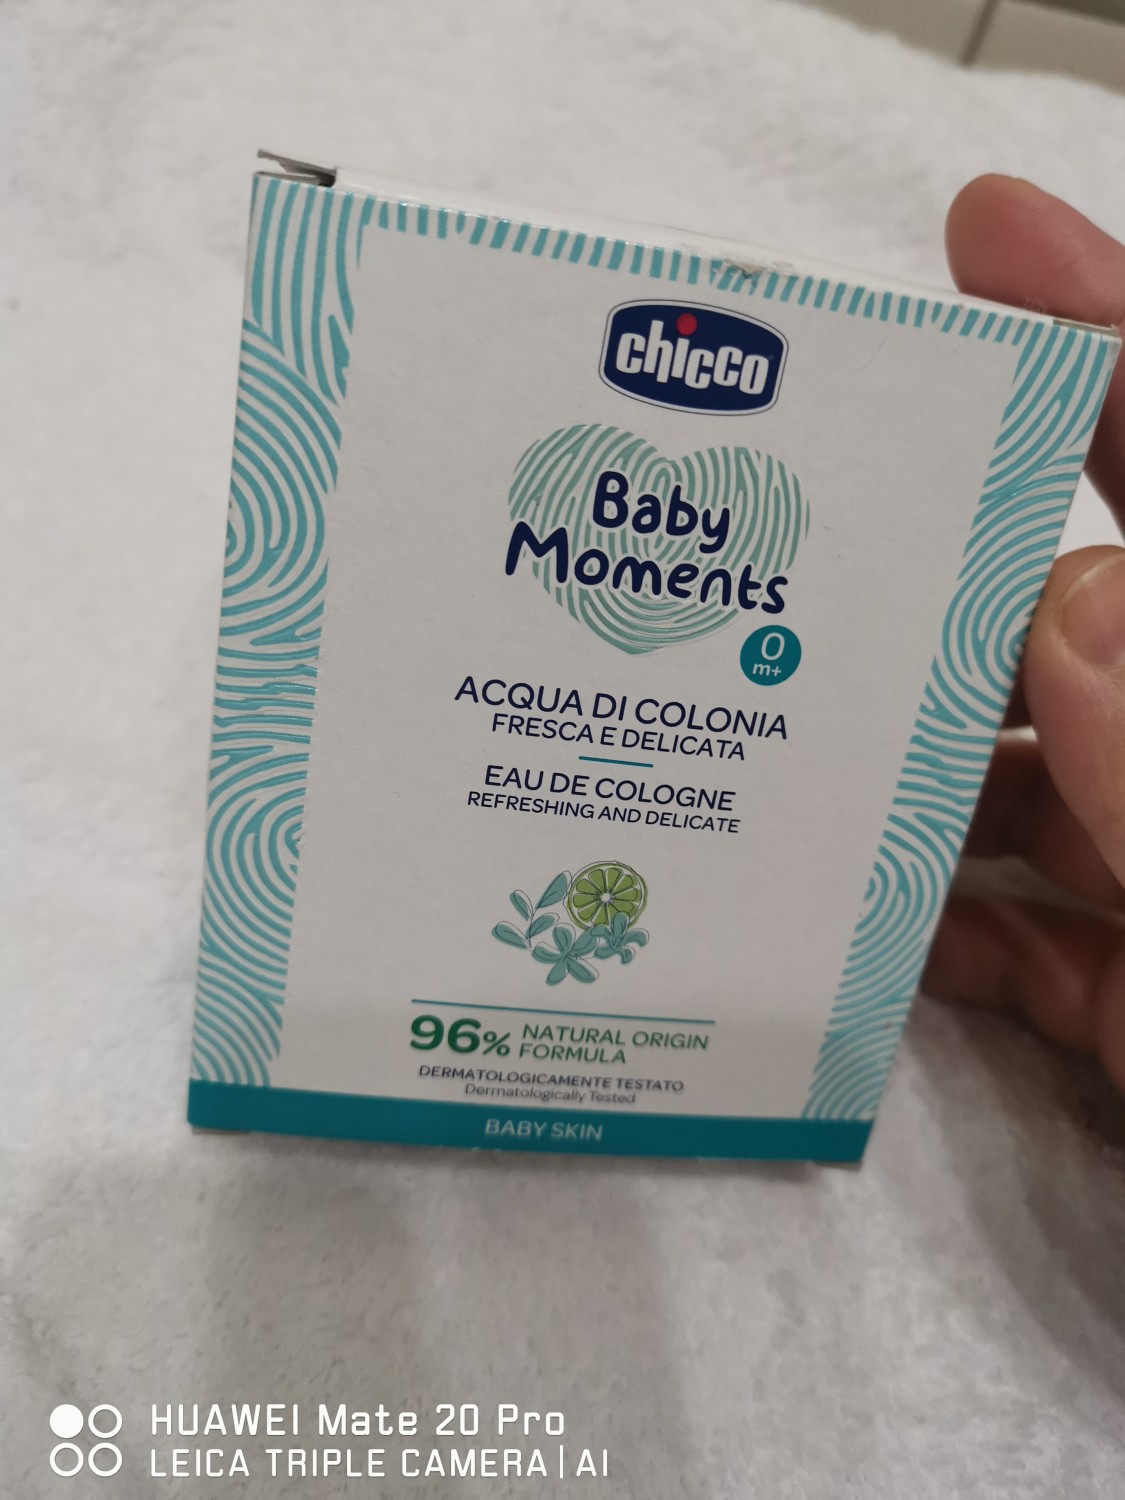 chicco
Baby
Moments
0
m+
ACQUA DI COLONIA
FRESCA E DELICATA
EAU DE COLOGNE
REFRESHING AND DELICATE
96% NATURAL ORIGIN
FORMULA
DERMATOLOGICAMENTE TESTATO
Dermatologically Tested
BABY SKIN
HUAWEI Mate 20 Pro
LEICA TRIPLE CAMERA | AI